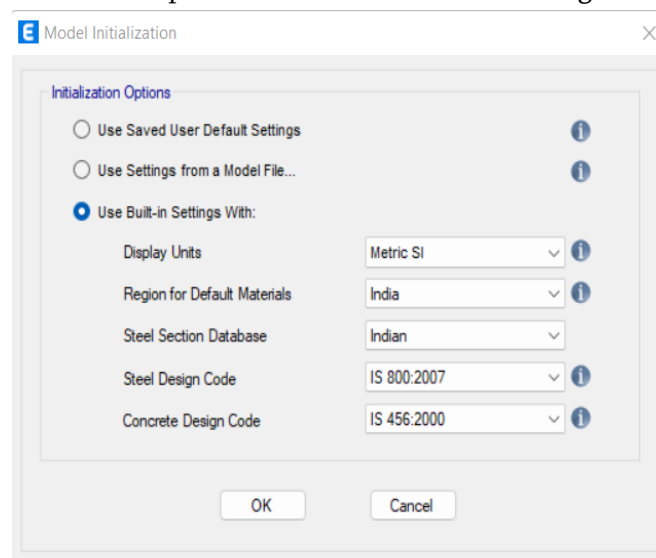 E Model Initialization
Initialization Options
Use Saved User Default Settings
Use Settings from a Model File...
Use Built-in Settings With:
Display Units Metric SI
Region for Default Materials India
Steel Section Database Indian
Steel Design Code IS 800:2007
Concrete Design Code IS 456:2000
OK Cancel